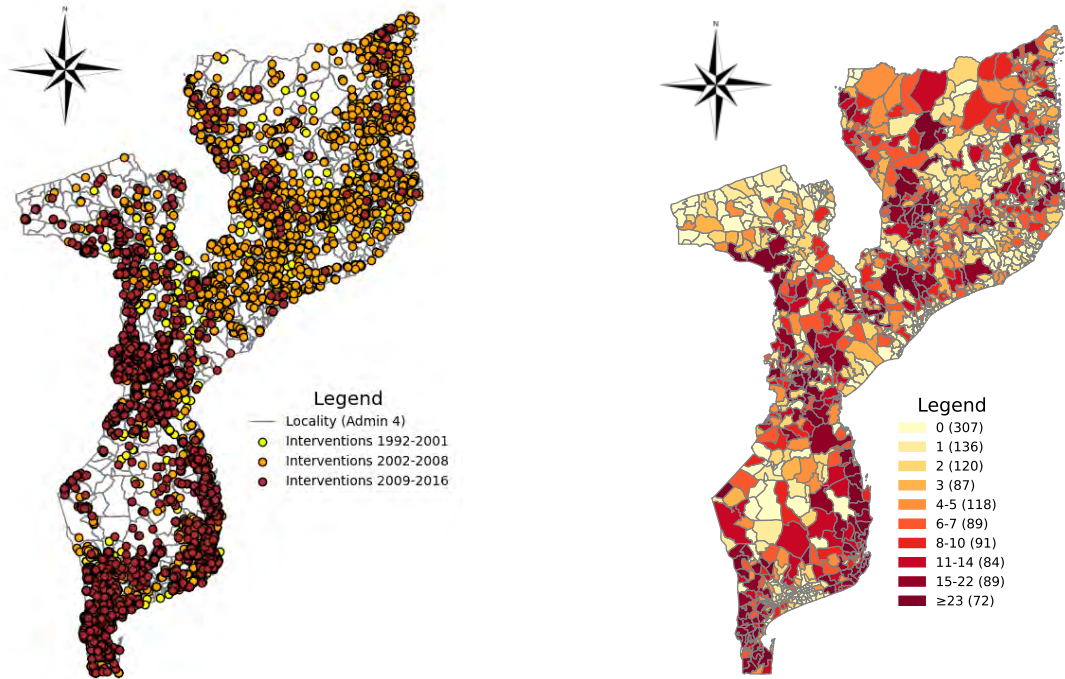 N
Legend
Locality (Admin 4)
Interventions 1992-2001
Interventions 2002-2008
Interventions 2009-2016
N
Legend
0 (307)
1 (136)
2 (120)
3 (87)
4-5 (118)
6-7 (89)
8-10 (91)
11-14 (84)
15-22 (89)
≥23 (72)